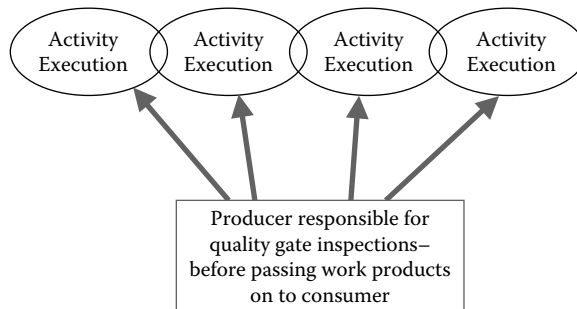 Activity Activity Activity Activity
Execution Execution Execution Execution
Producer responsible for
quality gate inspections–
before passing work products
on to consumer